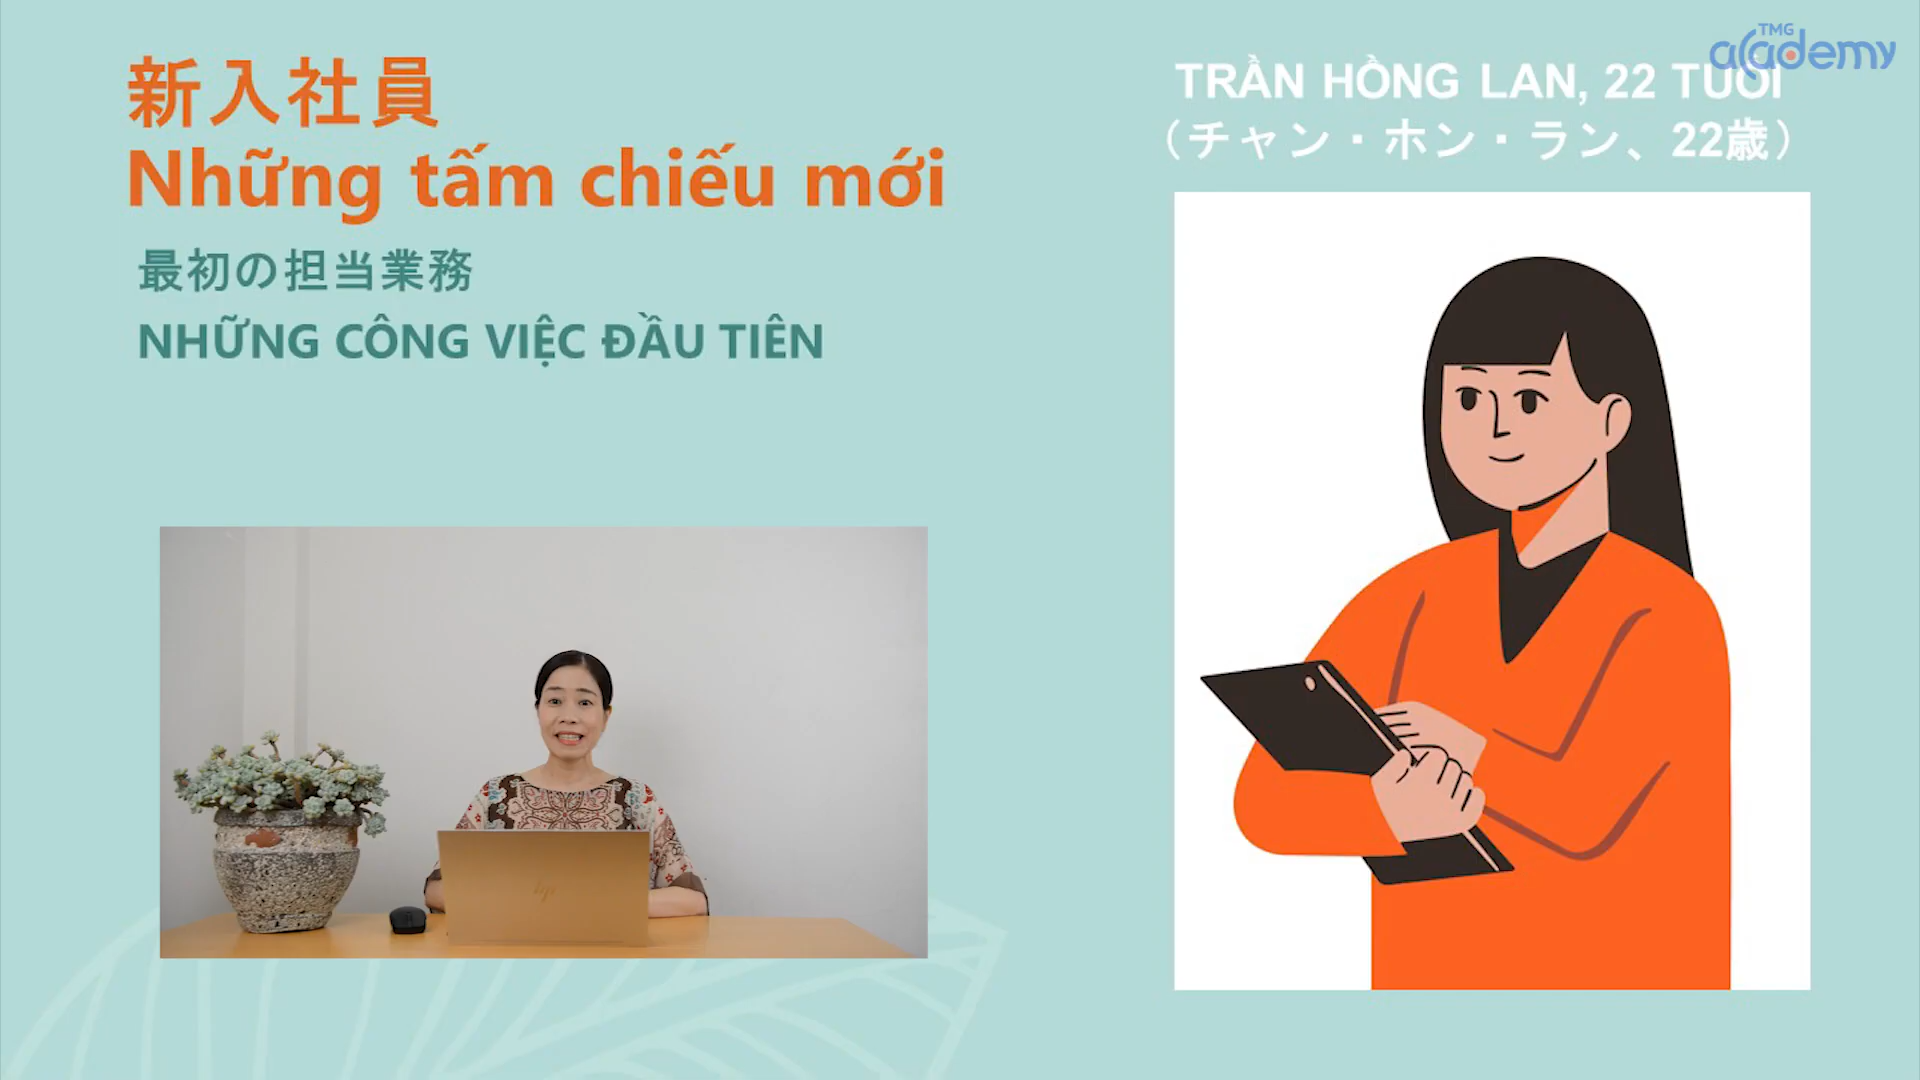 新入社員
Những tấm chiếu mới
最初の担当業務
NHỮNG CÔNG VIỆC ĐẦU TIÊN
TMG
academy
TRẦN HỒNG LAN, 22 TUỔI
（チャン・ホン・ラン、22歳）
hp